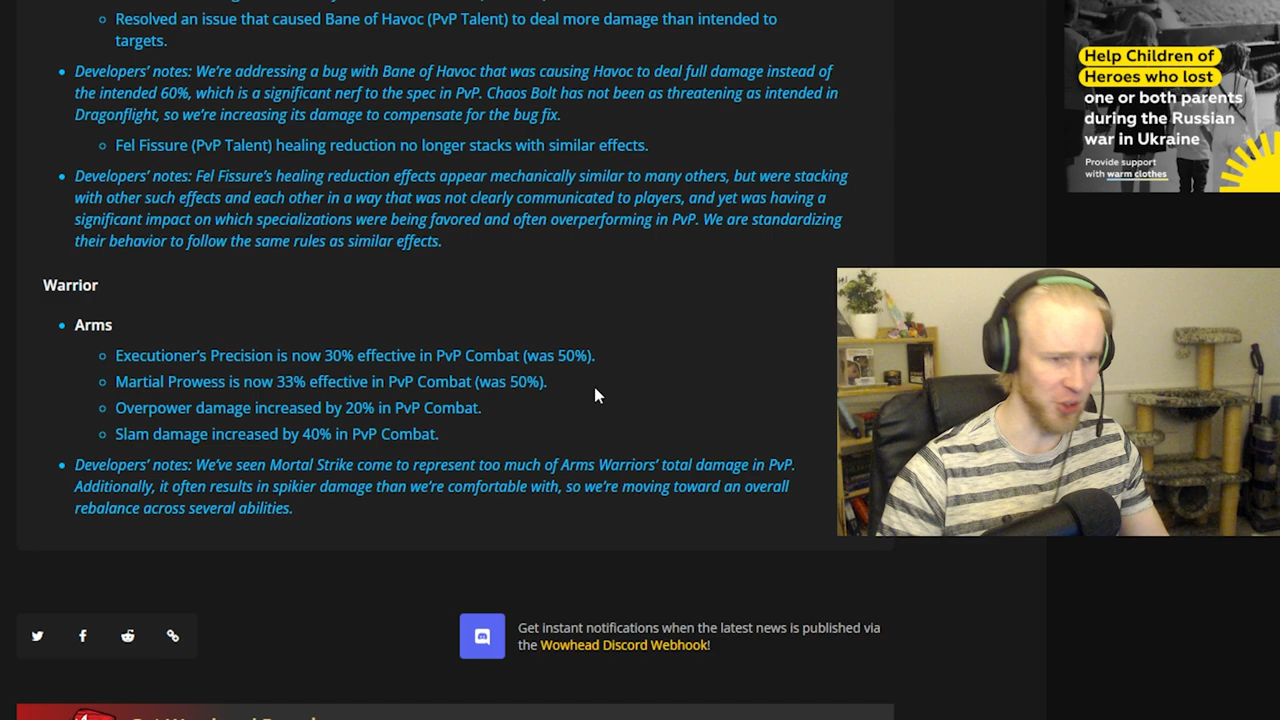 Resolved an issue that caused Bane of Havoc (PvP Talent) to deal more damage than intended to
targets.
Developers' notes: We're addressing a bug with Bane of Havoc that was causing Havoc to deal full damage instead of
the intended 60%, which is a significant nerf to the spec in PvP. Chaos Bolt has not been as threatening as intended in
Dragonflight, so we're increasing its damage to compensate for the bug fix.
Fel Fissure (PvP Talent) healing reduction no longer stacks with similar effects.
Developers' notes: Fel Fissure's healing reduction effects appear mechanically similar to many others, but were stacking
with other such effects and each other in a way that was not clearly communicated to players, and yet was having a
significant impact on which specializations were being favored and often overperforming in PvP. We are standardizing
their behavior to follow the same rules as similar effects.
Warrior
Arms
Executioner's Precision is now 30% effective in PvP Combat (was 50%).
Martial Prowess is now 33% effective in PvP Combat (was 50%).
Overpower damage increased by 20% in PvP Combat.
Slam damage increased by 40% in PvP Combat.
Developers' notes: We've seen Mortal Strike come to represent too much of Arms Warriors' total damage in PvP.
Additionally, it often results in spikier damage than we're comfortable with, so we're moving toward an overall
rebalance across several abilities.
Get instant notifications when the latest news is published via
the Wowhead Discord Webhook!
Help Children of
Heroes who lost
one or both parents
during the Russian
war in Ukraine
Provide support
with warm clothes